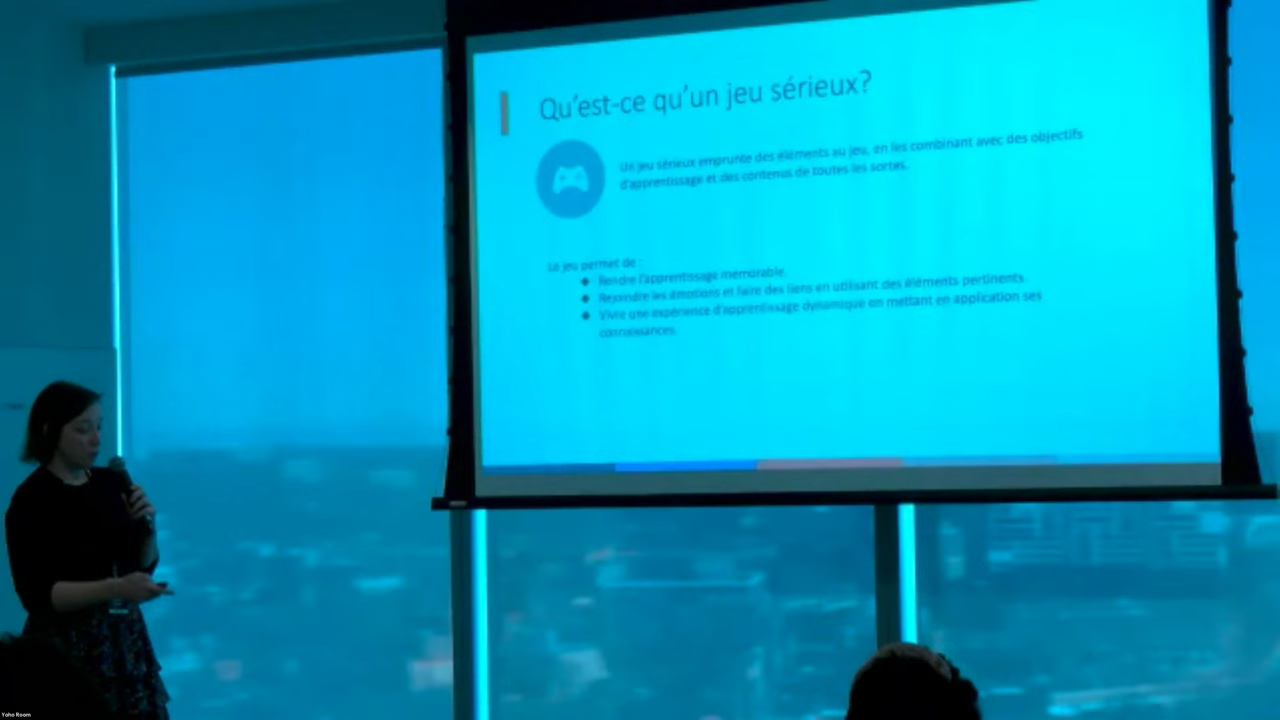 Qu'est-ce qu'un jeu sérieux?
Un jeu sérieux emprunte des éléments au jeu, en les combinant avec des objectifs
d'apprentissage et des contenus de toutes les sortes.
Le jeu permet de :
◆ Rendre l'apprentissage mémorable.
◆ Rejoindre les émotions et faire des liens en utilisant des éléments pertinents.
◆ Vivre une expérience d'apprentissage dynamique en mettant en application ses
connaissances.
Yoho Room